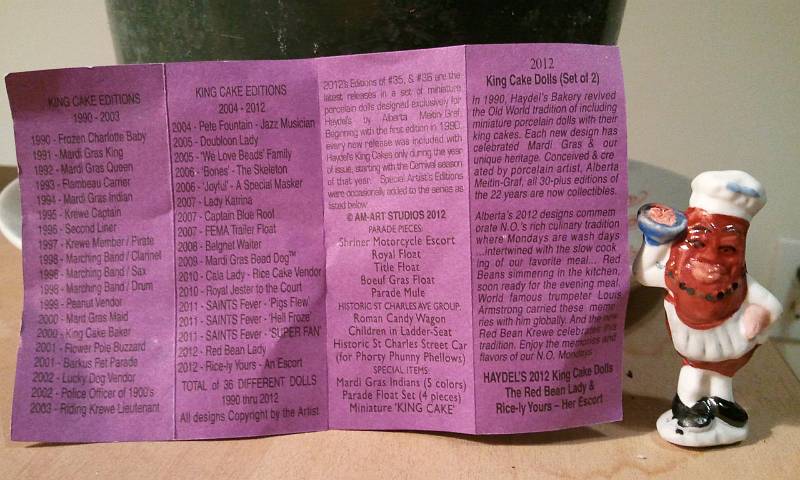 KING CAKE EDITIONS
1990 - 2003
1990 - Frozen Charlotte Baby
1991 - Mardi Gras King
1992 - Mardi Gras Queen
1993 - Flambeau Carrier
1994 - Mardi Gras Indian
1995 - Krewe Captain
1996 - Second Liner
1997 - Krewe Member / Pirate
1998 - Marching Band / Clarinet
1998 - Marching Band / Sax
1998 - Marching Band / Drum
1999 - Peanut Vendor
2000 - Mardi Gras Maid
2000 - King Cake Baker
2001 - Flower Pole Buzzard
2001 - Barkus Pet Parade
2002 - Lucky Dog Vendor
2002 - Police Officer of 1900's
2003 - Riding Krewe Lieutenant
KING CAKE EDITIONS
2004 - 2012
2004 - Pete Fountain - Jazz Musician
2005 - Doubloon Lady
2005 - 'We Love Beads' Family
2006 - 'Bones' - The Skeleton
2006 - 'Joyful' - A Special Masker
2007 - Lady Katrina
2007 - Captain Blue Roof
2007 - FEMA Trailer Float
2008 - Beignet Waiter
2009 - Mardi Gras Bead Dog™
2010 - Cala Lady - Rice Cake Vendor
2010 - Royal Jester to the Court
2011 - SAINTS Fever - 'Pigs Flew'
2011 - SAINTS Fever - 'Hell Froze'
2011 - SAINTS Fever - 'SUPER FAN'
2012 - Red Bean Lady
2012 - Rice-ly Yours - An Escort
TOTAL of 36 DIFFERENT DOLLS
1990 thru 2012
All designs Copyright by the Artist
2012's Editions of #35, & #36 are the
latest releases in a set of miniature
porcelain dolls designed exclusively for
Haydel's by Alberta Meitin-Graf.
Beginning with the first edition in 1990,
every new release was included with
Haydel's King Cakes only during the year
of issue, starting with the Carnival season
of that year. Special Artist's Editions
were occasionally added to the series as
listed below
© AM-ART STUDIOS 2012
PARADE PIECES:
Shriner Motorcycle Escort
Royal Float
Title Float
Boeuf Gras Float
Parade Mule
HISTORIC ST CHARLES AVE GROUP:
Roman Candy Wagon
Children in Ladder-Seat
Historic St Charles Street Car
(for Phorty Phunny Phellows)
SPECIAL ITEMS:
Mardi Gras Indians (5 colors)
Parade Float Set (4 pieces)
Miniature 'KING CAKE'
2012
King Cake Dolls (Set of 2)
In 1990, Haydel's Bakery revived
the Old World tradition of including
miniature porcelain dolls with their
king cakes. Each new design has
celebrated Mardi Gras & our
unique heritage. Conceived & cre
ated by porcelain artist, Alberta
Meitin-Graf, all 30-plus editions of
the 22 years are now collectibles.
Alberta's 2012 designs commem
orate N.O.'s rich culinary tradition
where Mondays are wash days
...intertwined with the slow cook
ing of our favorite meal... Red
Beans simmering in the kitchen,
soon ready for the evening meal.
World famous trumpeter Louis
Armstrong carried these memo
ries with him globally. And the new
Red Bean Krewe celebrates this
tradition. Enjoy the memories and
flavors of our N.O. Mondays
HAYDEL'S 2012 King Cake Dolls
The Red Bean Lady &
Rice-ly Yours – Her Escort